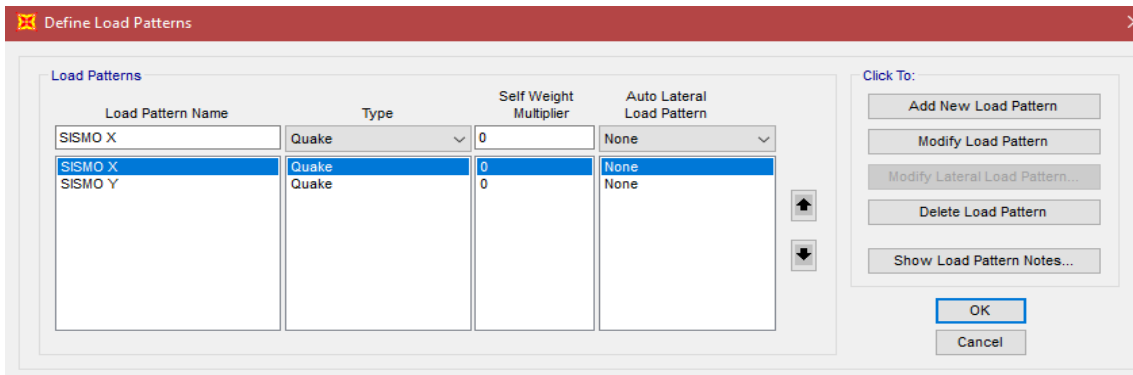 Define Load Patterns
Load Patterns
Load Pattern Name Type Self Weight Multiplier Auto Lateral Load Pattern
SISMO X Quake 0 None
SISMO X Quake 0 None
SISMO Y Quake 0 None
Click To:
Add New Load Pattern
Modify Load Pattern
Modify Lateral Load Pattern...
Delete Load Pattern
Show Load Pattern Notes...
OK
Cancel